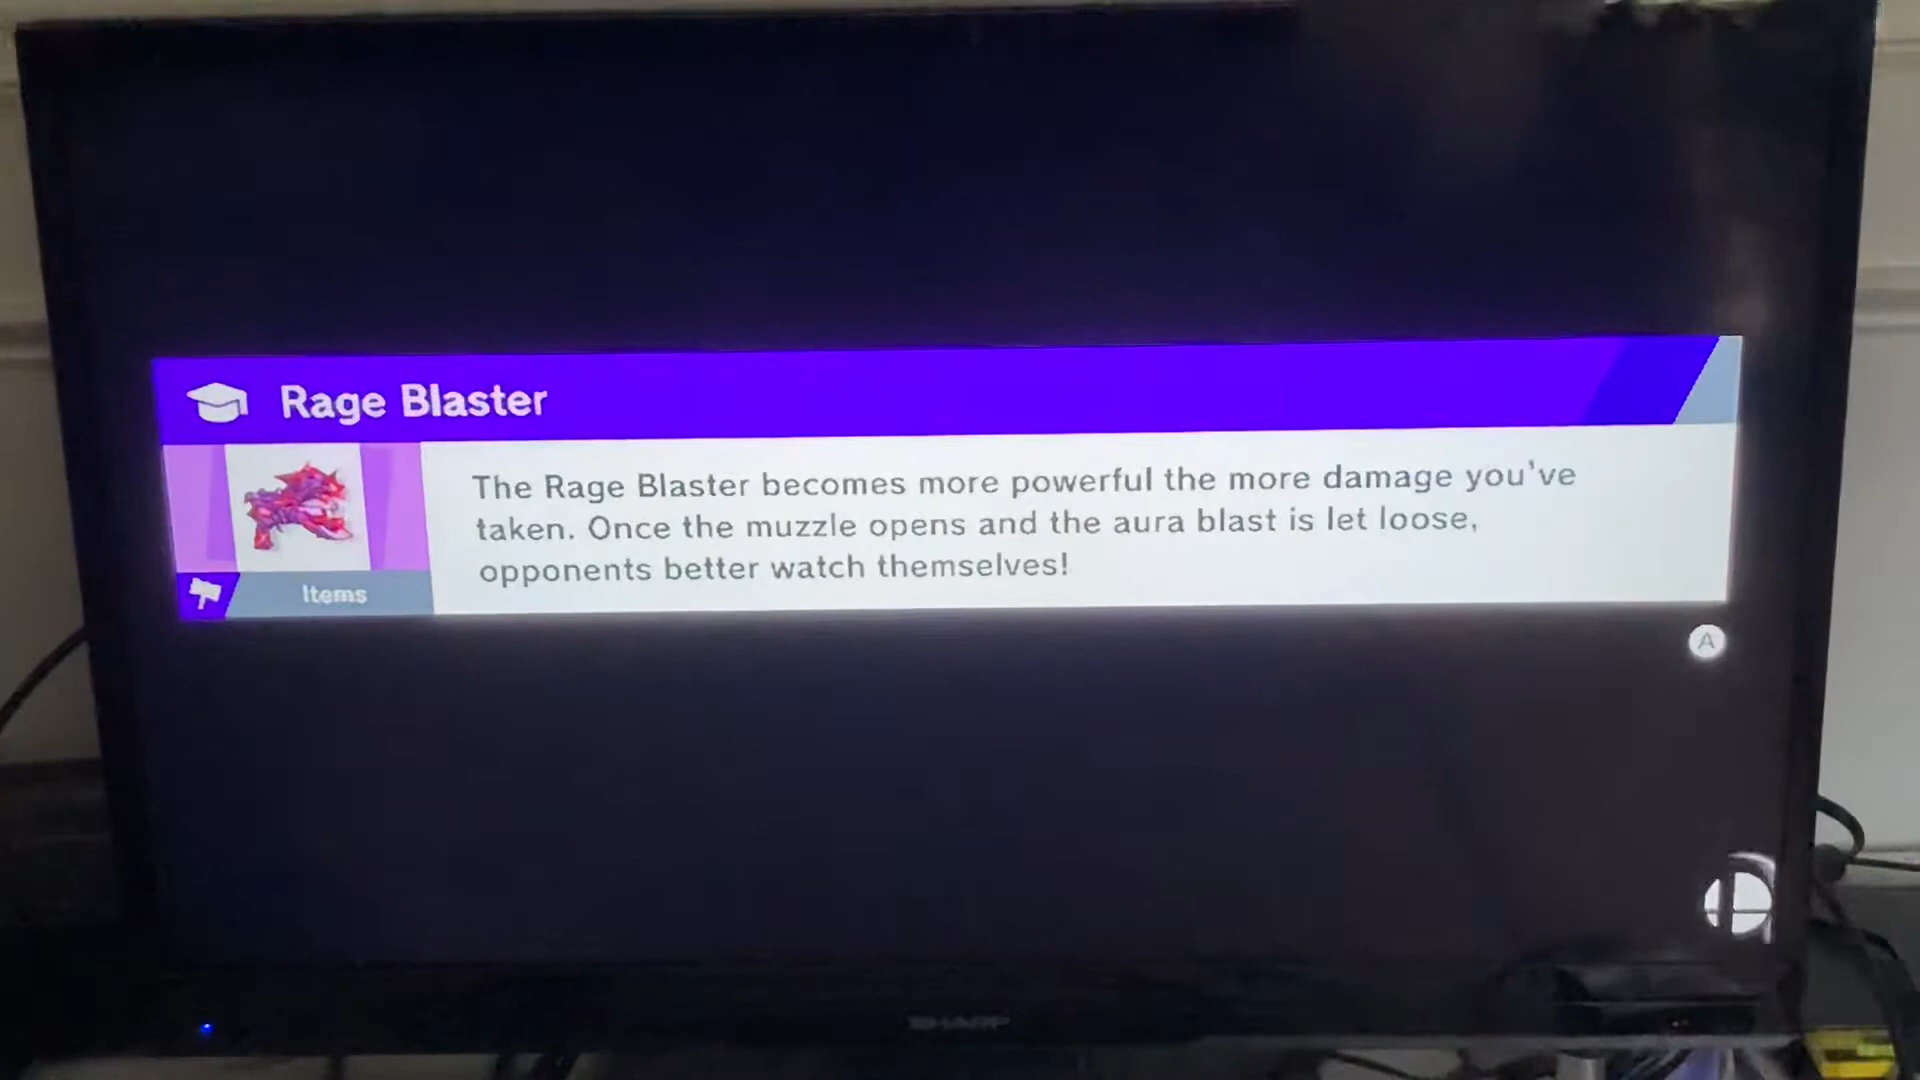 Rage Blaster
The Rage Blaster becomes more powerful the more damage you've
taken. Once the muzzle opens and the aura blast is let loose,
opponents better watch themselves!
Items
A
SHARP